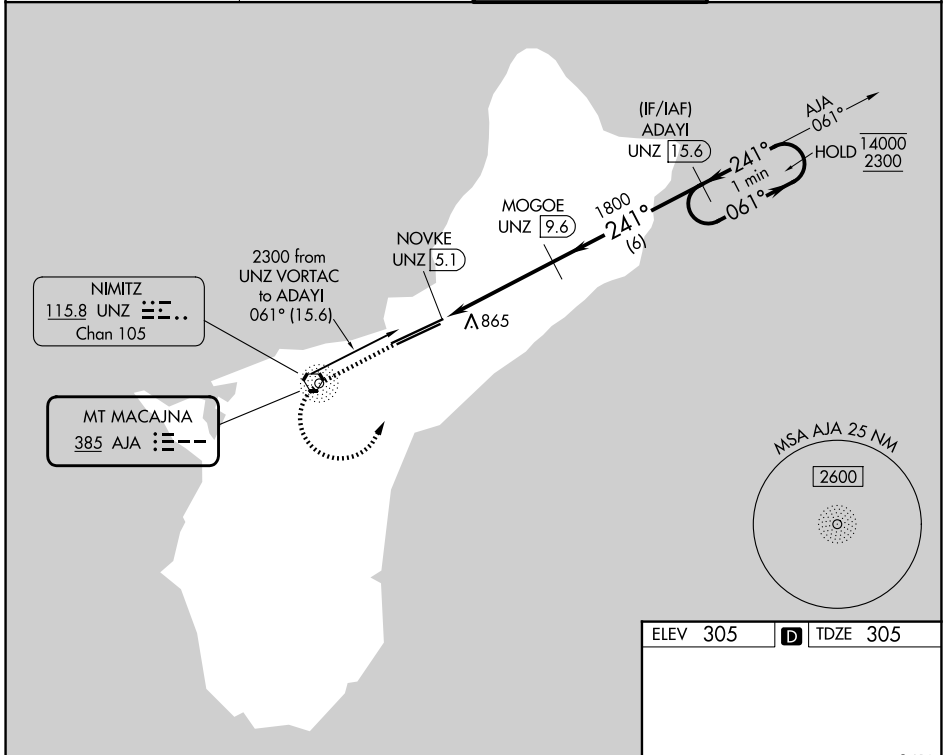 (IF/IAF)
ADAYI
UNZ 15.6
AJA
061°
HOLD
14000
2300
241°
1 min
061°
MOGOE
UNZ 9.6
1800
241°
(6)
NOVKE
UNZ 5.1
2300 from
UNZ VORTAC
to ADAYI
061° (15.6)
865
NIMITZ
115.8 UNZ
Chan 105
MT MACAJNA
385 AJA
MSA AJA 25 NM
2600
ELEV 305 D TDZE 305